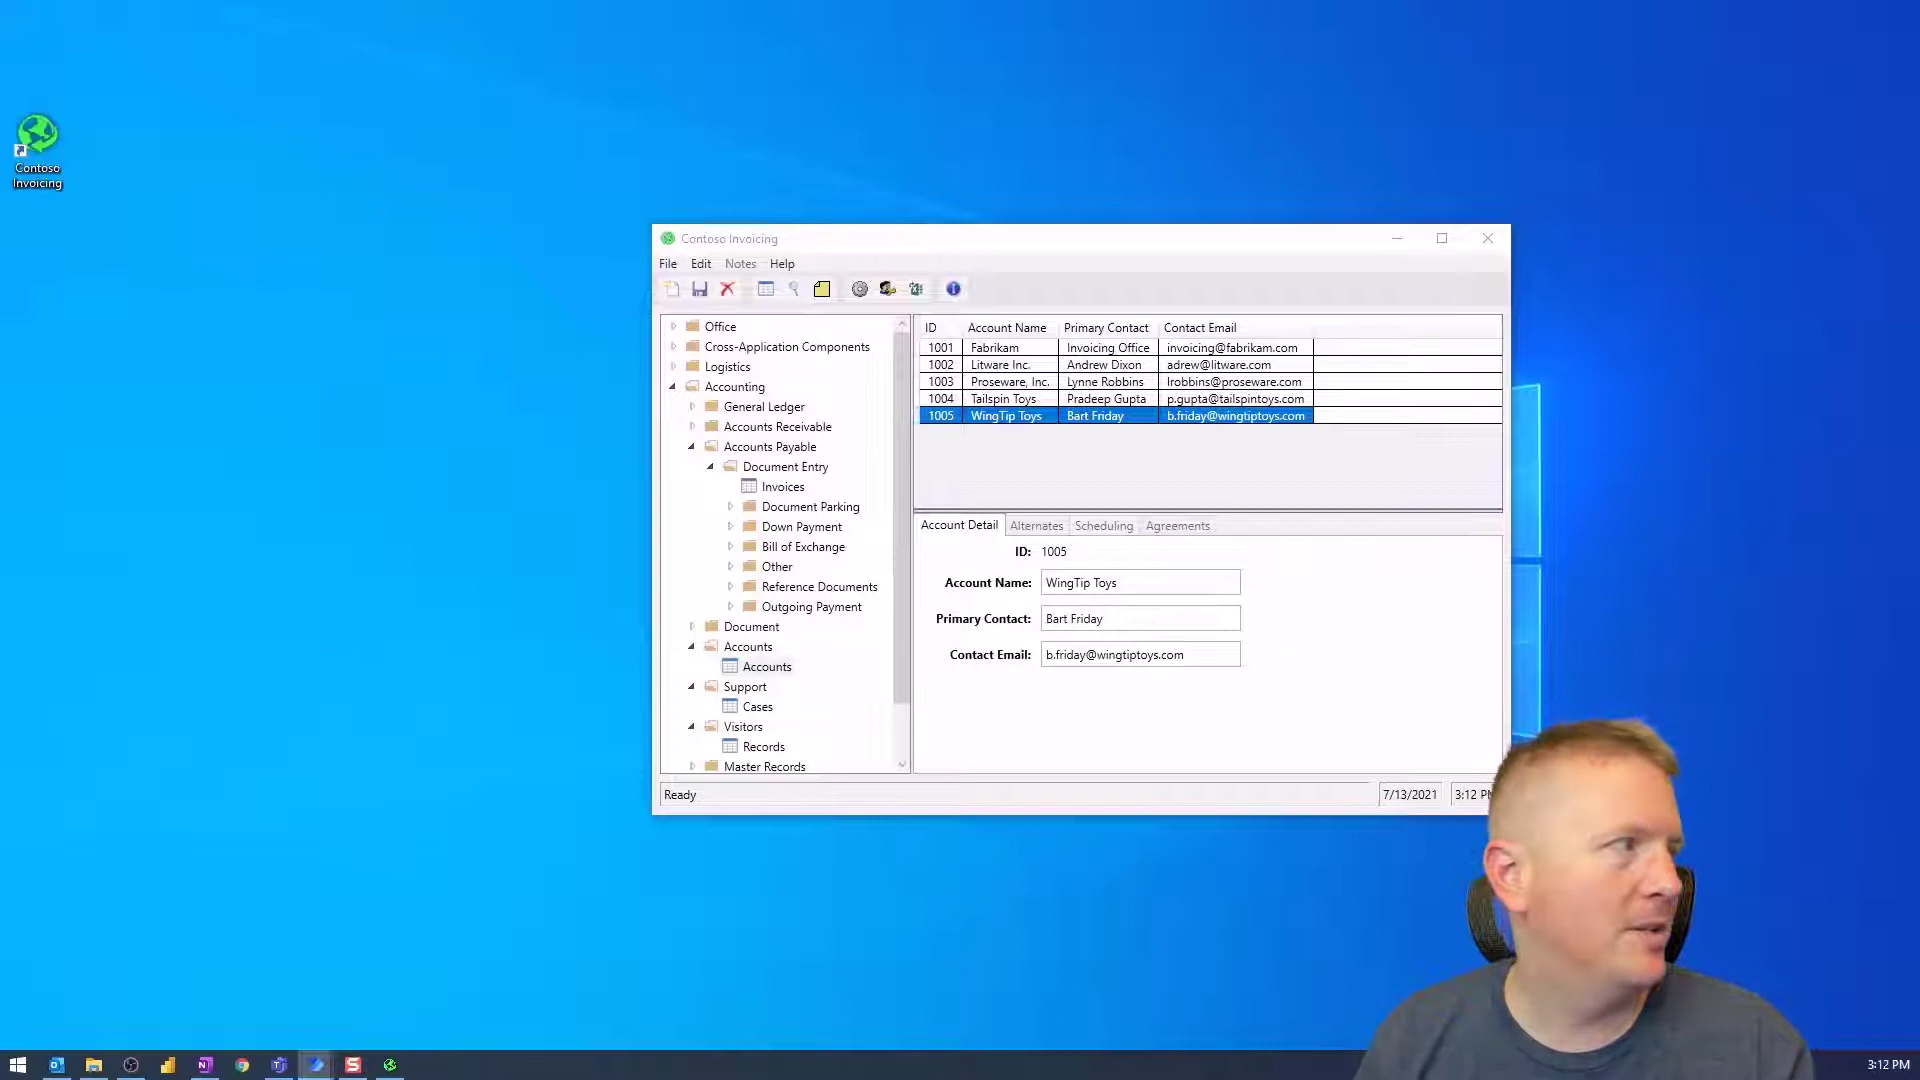 Contoso
Invoicing
Contoso Invoicing
File Edit Notes Help
Office
Cross-Application Components
Logistics
Accounting
General Ledger
Accounts Receivable
Accounts Payable
Document Entry
Invoices
Document Parking
Down Payment
Bill of Exchange
Other
Reference Documents
Outgoing Payment
Document
Accounts
Accounts
Support
Cases
Visitors
Records
Master Records
ID Account Name Primary Contact Contact Email
1001 Fabrikam Invoicing Office invoicing@fabrikam.com
1002 Litware Inc. Andrew Dixon adrew@litware.com
1003 Proseware, Inc. Lynne Robbins lrobbins@proseware.com
1004 Tailspin Toys Pradeep Gupta p.gupta@tailspintoys.com
1005 WingTip Toys Bart Friday b.friday@wingtiptoys.com
Account Detail Alternates Scheduling Agreements
ID: 1005
Account Name: WingTip Toys
Primary Contact: Bart Friday
Contact Email: b.friday@wingtiptoys.com
Ready 7/13/2021 3:12 PM
3:12 PM